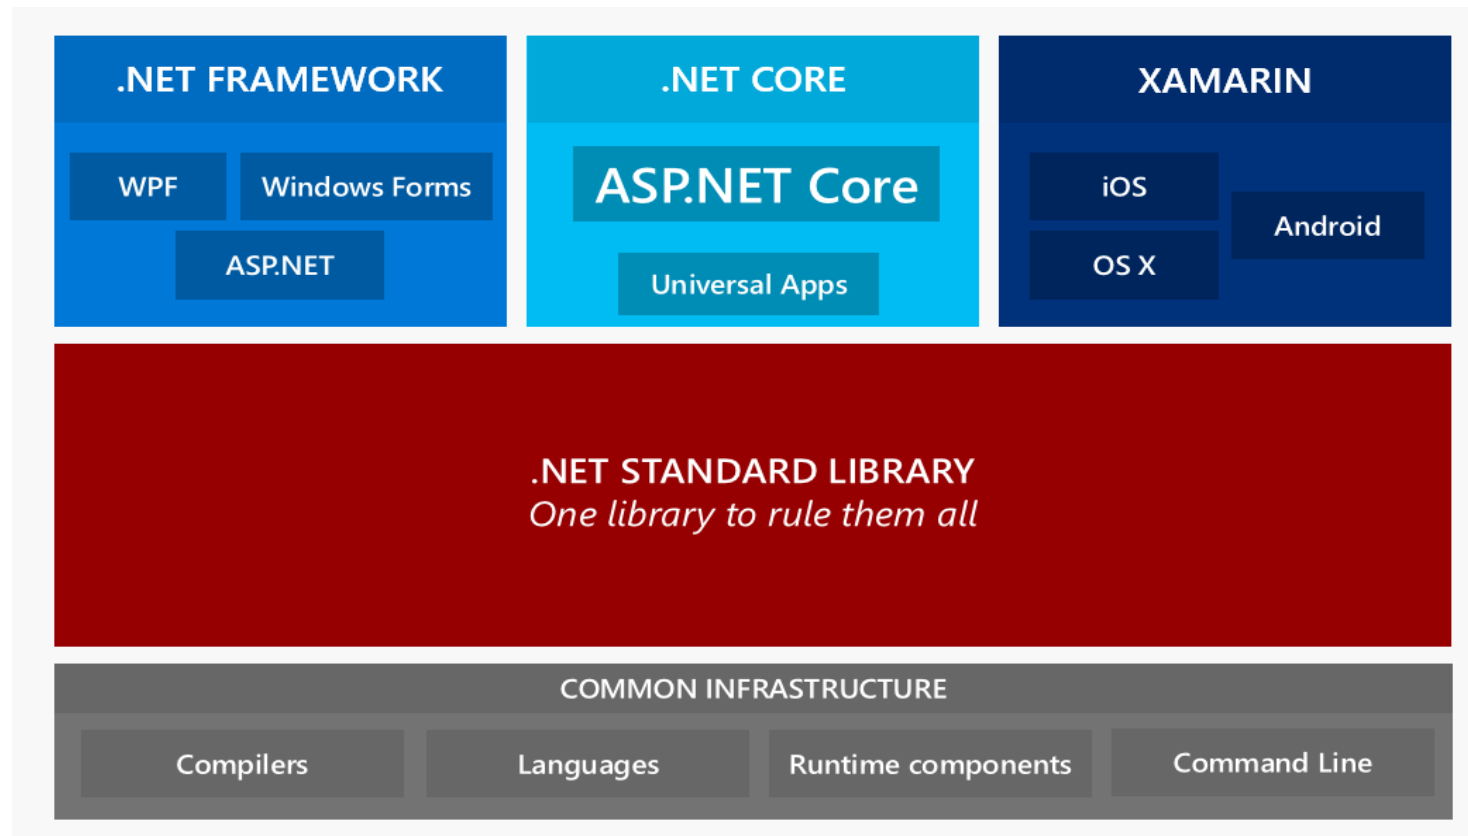 .NET FRAMEWORK
WPF
Windows Forms
ASP.NET
.NET CORE
ASP.NET Core
Universal Apps
XAMARIN
iOS
Android
OS X
.NET STANDARD LIBRARY
One library to rule them all
COMMON INFRASTRUCTURE
Compilers
Languages
Runtime components
Command Line